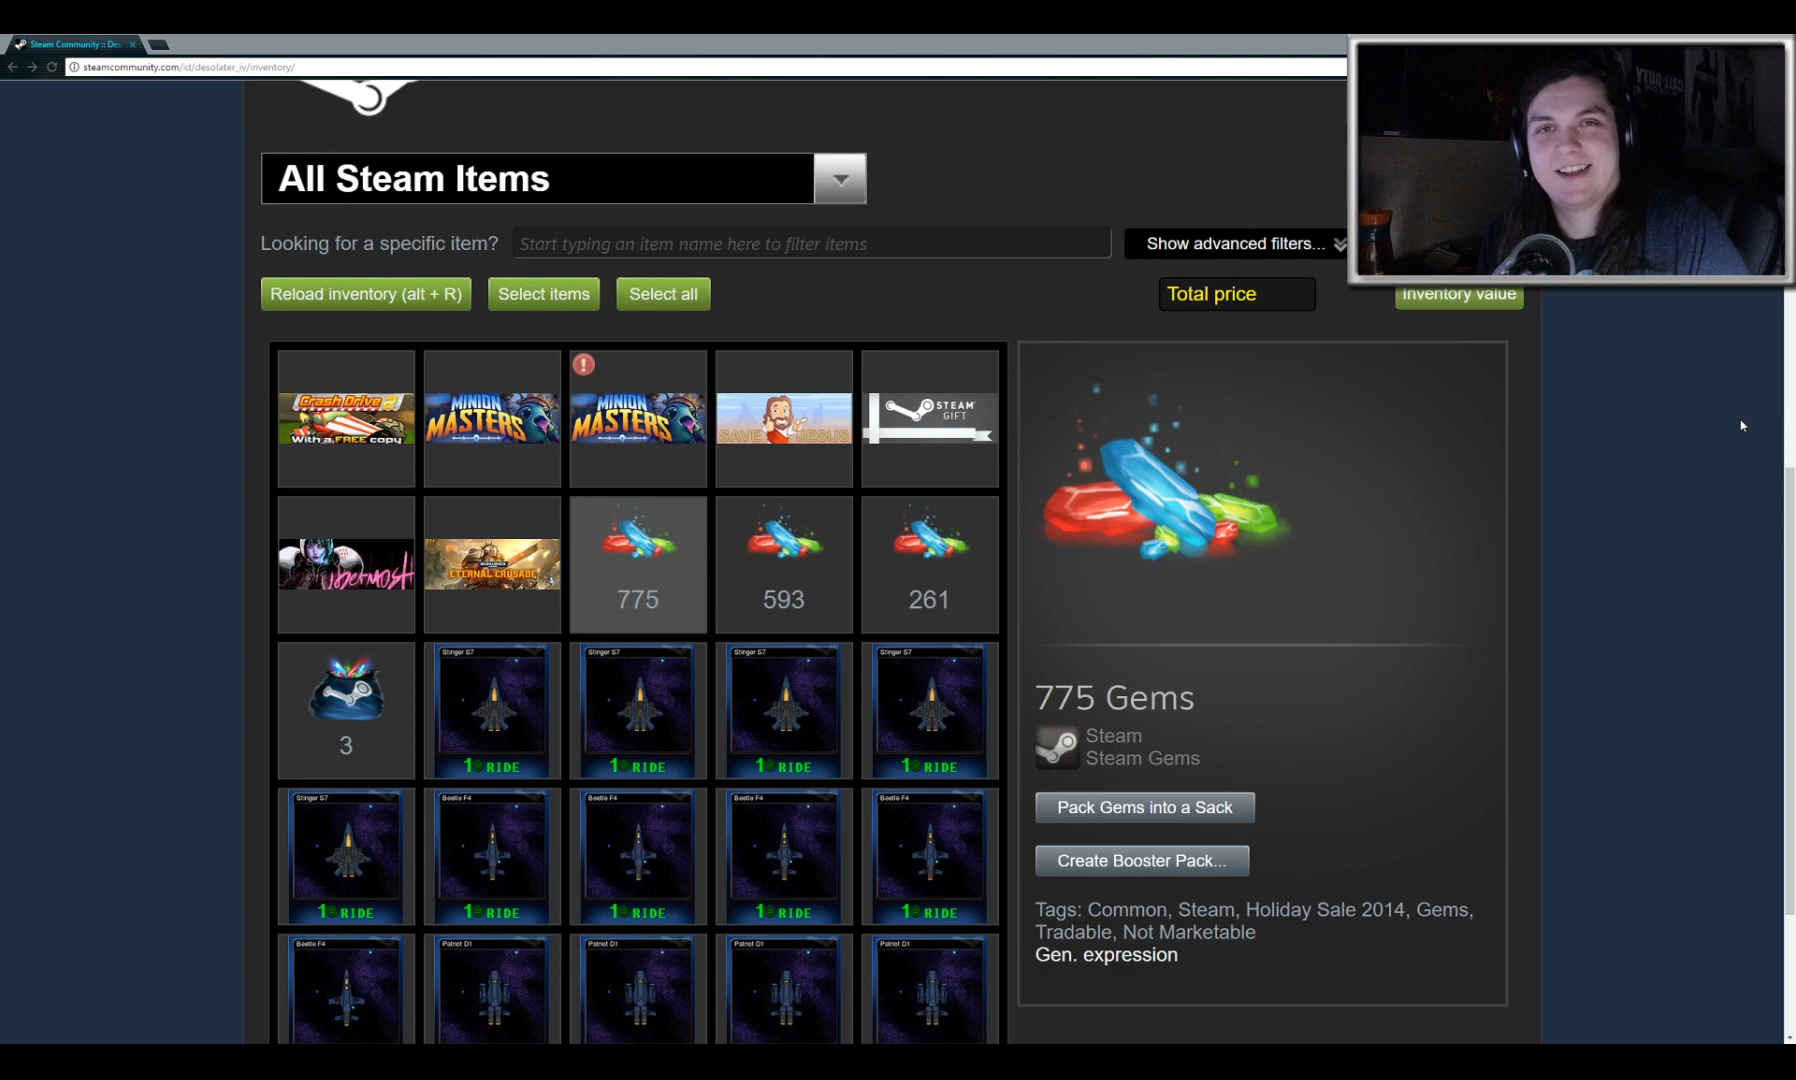 Steam Community :: Des
steamcommunity.com/id/desolater_iv/inventory/
CALL OF DUTY
All Steam Items
Looking for a specific item?
Start typing an item name here to filter items
Show advanced filters...
Reload inventory (alt + R)
Select items
Select all
Total price
Inventory value
Crash Drive 2
With a FREE copy
MINION
MASTERS
MINION
MASTERS
SAVE JESUS
STEAM
GIFT
ETERNAL CRUSADE
775
593
261
775 Gems
Steam
Steam Gems
3
Stinger S7
1 RIDE
Stinger S7
1 RIDE
Stinger S7
1 RIDE
Stinger S7
1 RIDE
Pack Gems into a Sack
Create Booster Pack...
Stinger S7
1 RIDE
Beetle F4
1 RIDE
Beetle F4
1 RIDE
Beetle F4
1 RIDE
Beetle F4
1 RIDE
Tags: Common, Steam, Holiday Sale 2014, Gems,
Tradable, Not Marketable
Gen. expression
Beetle F4
Patriot D1
Patriot D1
Patriot D1
Patriot D1